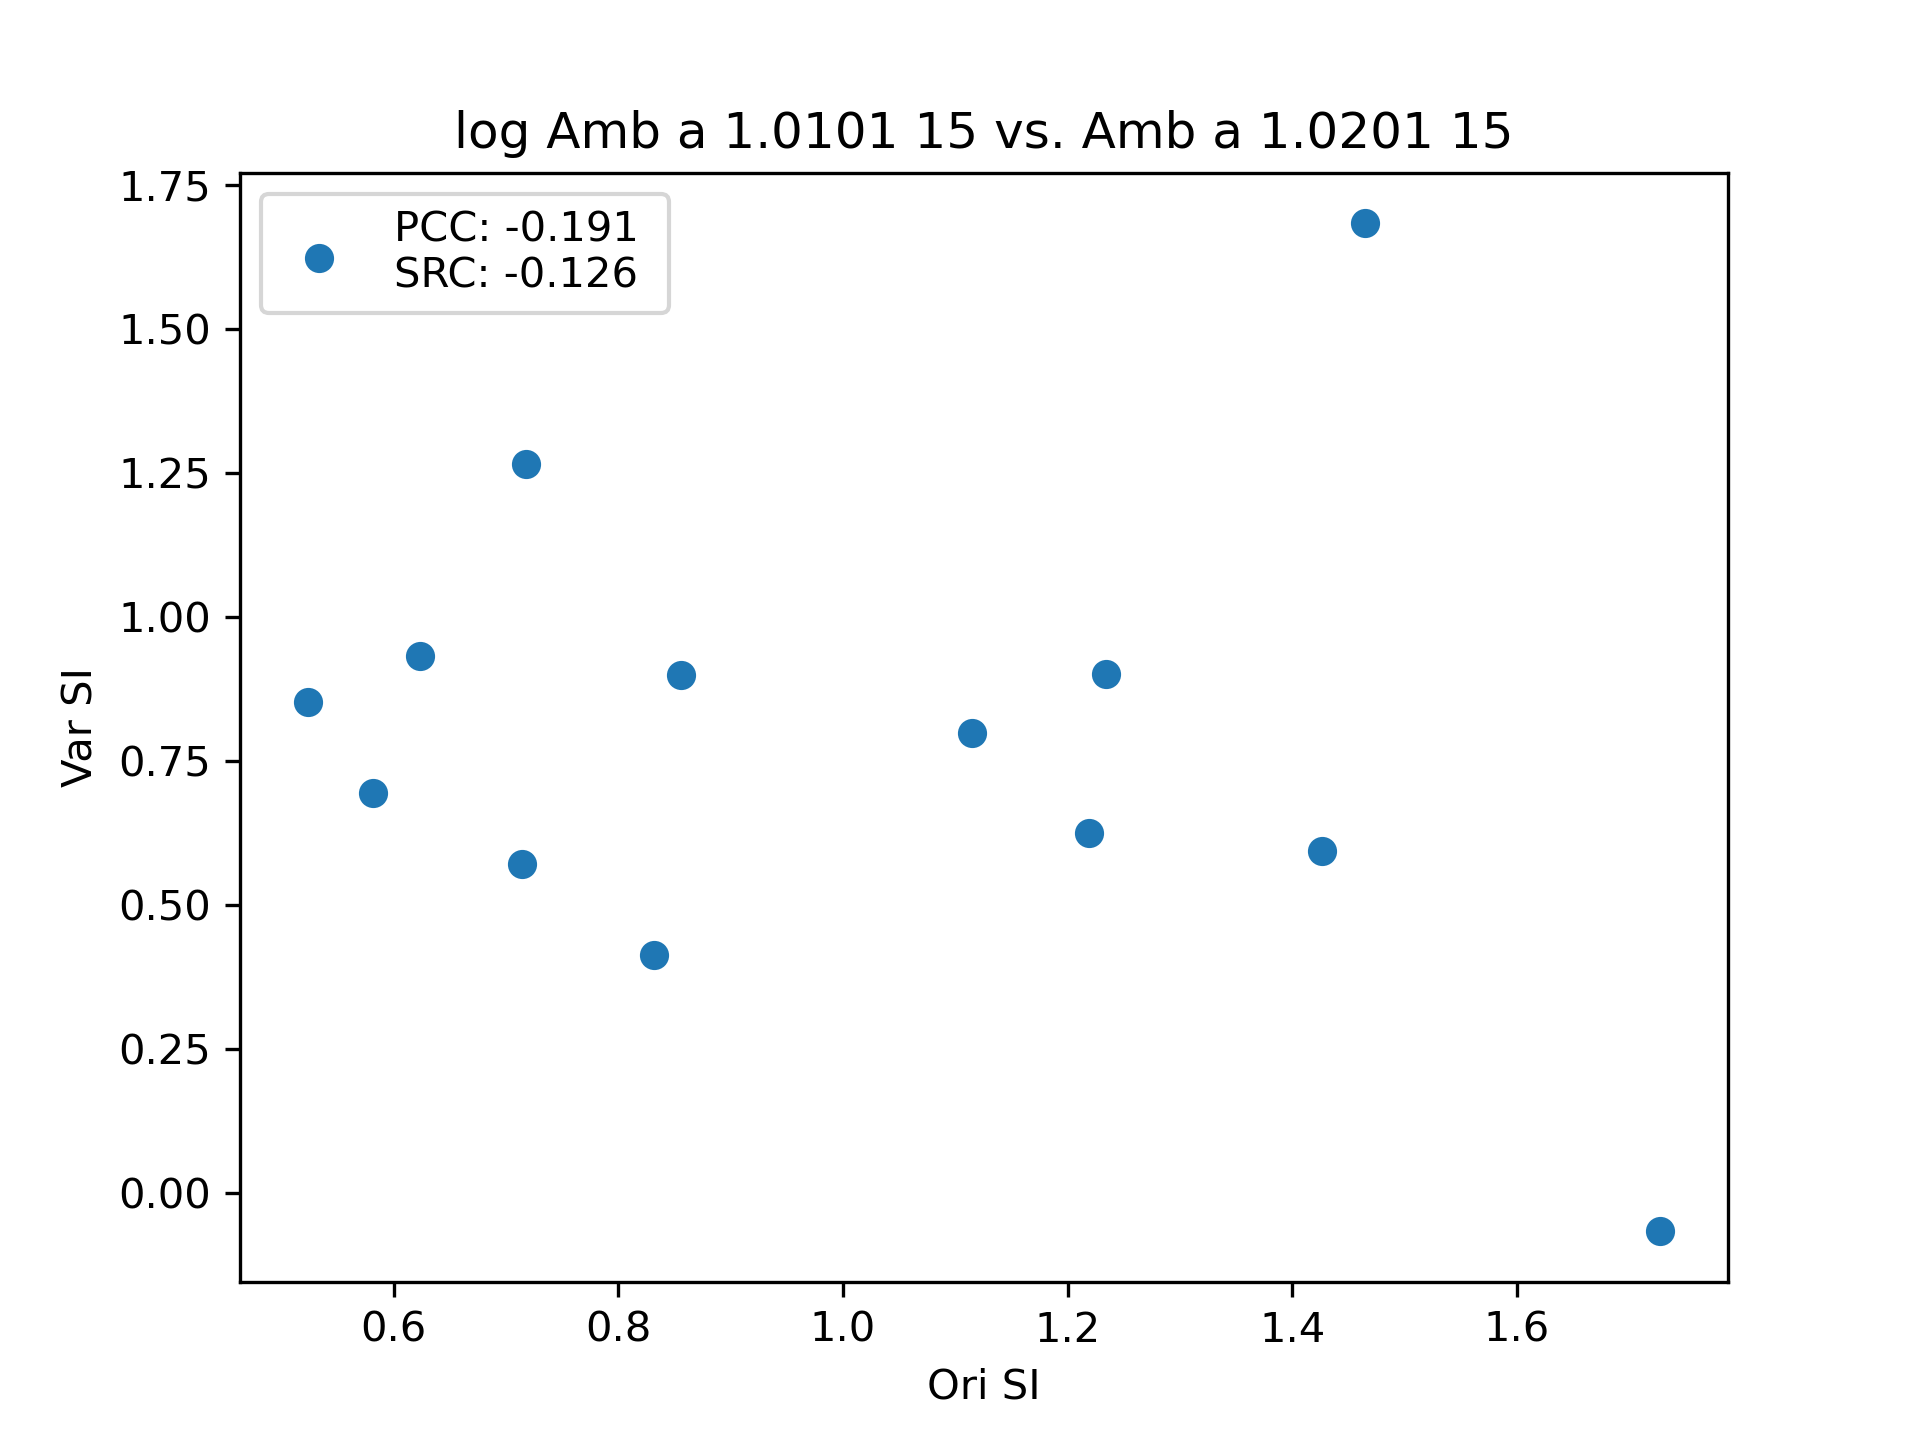 log Amb a 1.0101 15 vs. Amb a 1.0201 15
PCC: -0.191
SRC: -0.126
1.75
1.50
1.25
1.00
0.75
0.50
0.25
0.00
Var SI
0.6 0.8 1.0 1.2 1.4 1.6
Ori SI